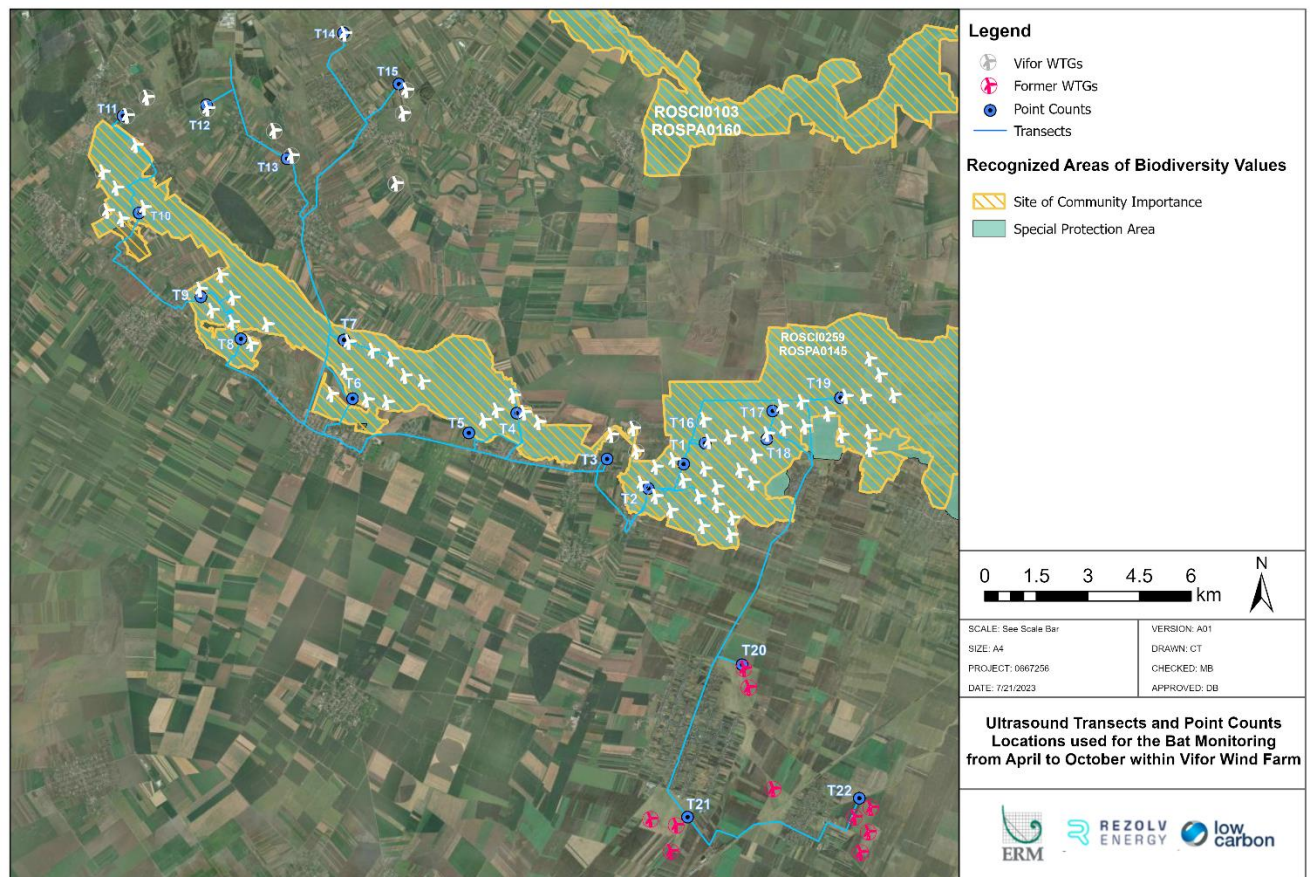 T14
T15
T11
T12
T13
ROSCI0103
ROSPA0160
T10
T9
T7
T8
T6
ROSCI0259
ROSPA0145
T19
T17
T16
T5
T4
T1
T18
T3
T2
T20
T22
T21
Legend
Vifor WTGs
Former WTGs
Point Counts
Transects
Recognized Areas of Biodiversity Values
Site of Community Importance
Special Protection Area
0 1.5 3 4.5 6
km
N
SCALE: See Scale Bar
VERSION: A01
SIZE: A4
DRAWN: CT
PROJECT: 0667256
CHECKED: MB
DATE: 7/21/2023
APPROVED: DB
Ultrasound Transects and Point Counts
Locations used for the Bat Monitoring
from April to October within Vifor Wind Farm
ERM
REZOLV
ENERGY
low
carbon